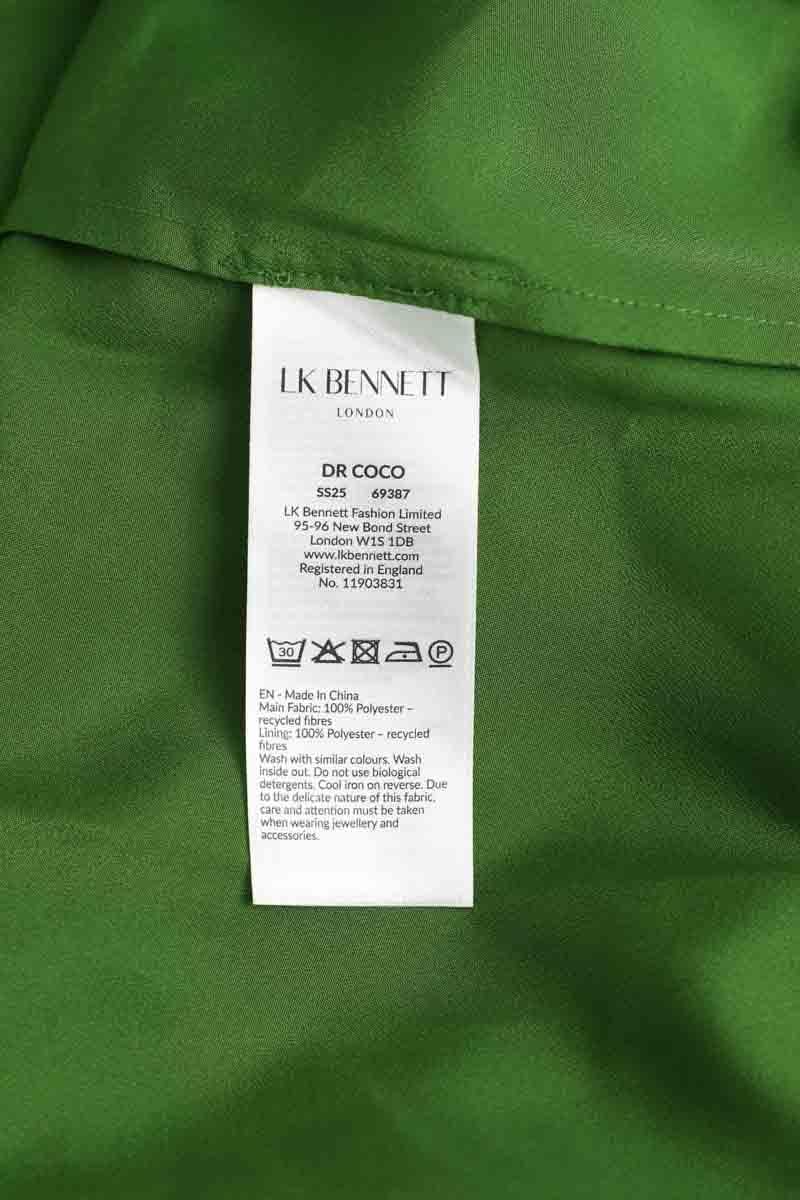 LK BENNETT
LONDON
DR COCO
SS25 69387
LK Bennett Fashion Limited
95-96 New Bond Street
London W1S 1DB
www.lkbennett.com
Registered in England
No. 11903831
30 P
EN - Made In China
Main Fabric: 100% Polyester –
recycled fibres
Lining: 100% Polyester – recycled
fibres
Wash with similar colours. Wash
inside out. Do not use biological
detergents. Cool iron on reverse. Due
to the delicate nature of this fabric,
care and attention must be taken
when wearing jewellery and
accessories.